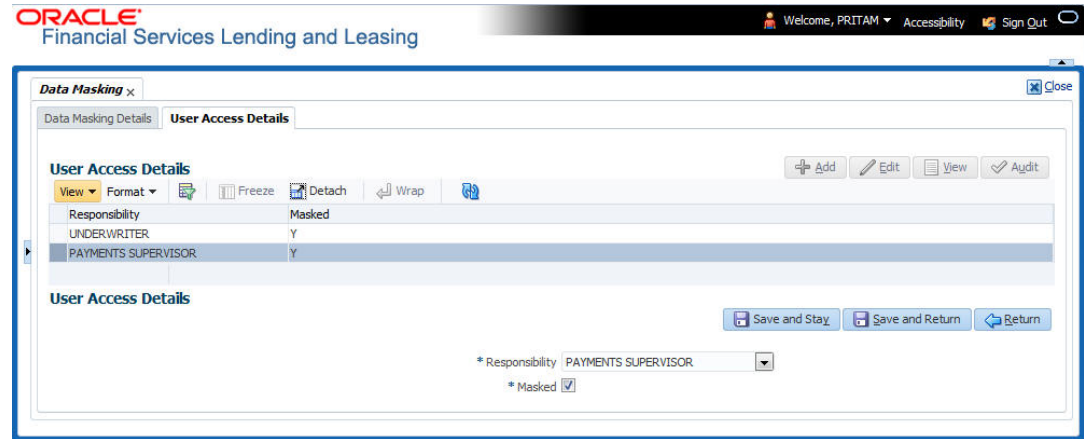 ORACLE'
Financial Services Lending and Leasing
Welcome, PRITAM Accessibility Sign Out
Data Masking x
Close
Data Masking Details User Access Details
User Access Details
Add Edit View Audit
View Format Freeze Detach Wrap
Responsibility Masked
UNDERWRITER Y
PAYMENTS SUPERVISOR Y
User Access Details
Save and Stay Save and Return Return
* Responsibility PAYMENTS SUPERVISOR
* Masked